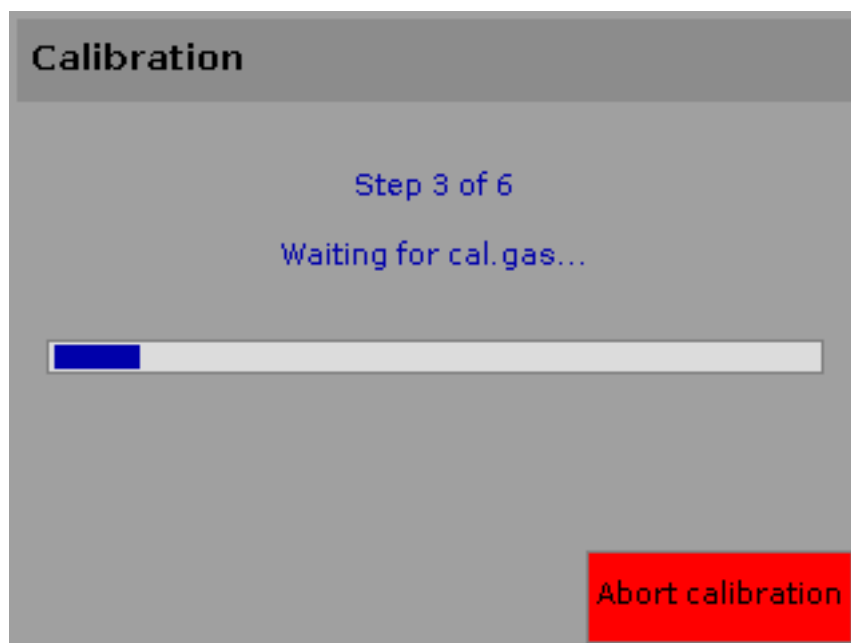 Calibration
Step 3 of 6
Waiting for cal.gas...
Abort calibration